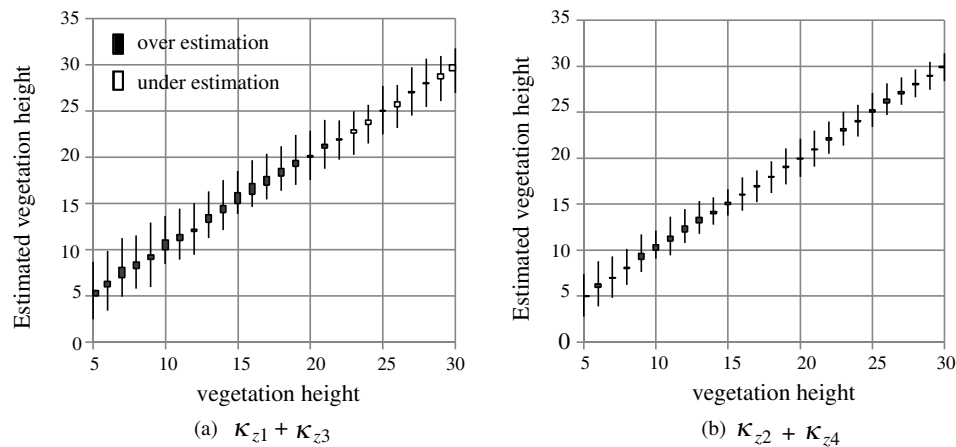 35
30
25
20
15
10
5
0
Estimated vegetation height
over estimation
under estimation
5 10 15 20 25 30
vegetation height
(a) κz1 + κz3
35
30
25
20
15
10
5
0
Estimated vegetation height
5 10 15 20 25 30
vegetation height
(b) κz2 + κz4